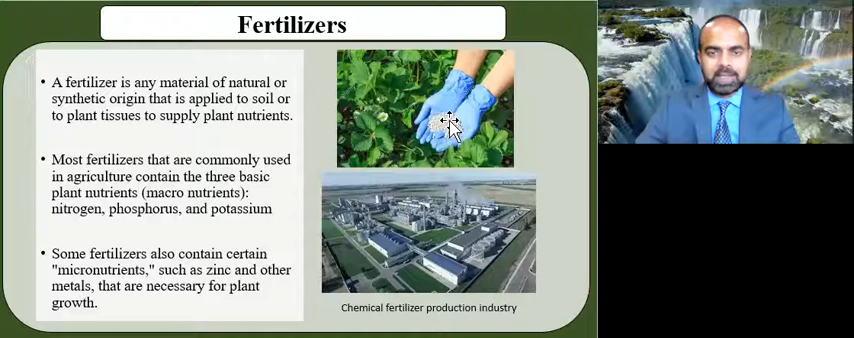 Fertilizers
• A fertilizer is any material of natural or
synthetic origin that is applied to soil or
to plant tissues to supply plant nutrients.
• Most fertilizers that are commonly used
in agriculture contain the three basic
plant nutrients (macro nutrients):
nitrogen, phosphorus, and potassium
• Some fertilizers also contain certain
"micronutrients," such as zinc and other
metals, that are necessary for plant
growth.
Chemical fertilizer production industry